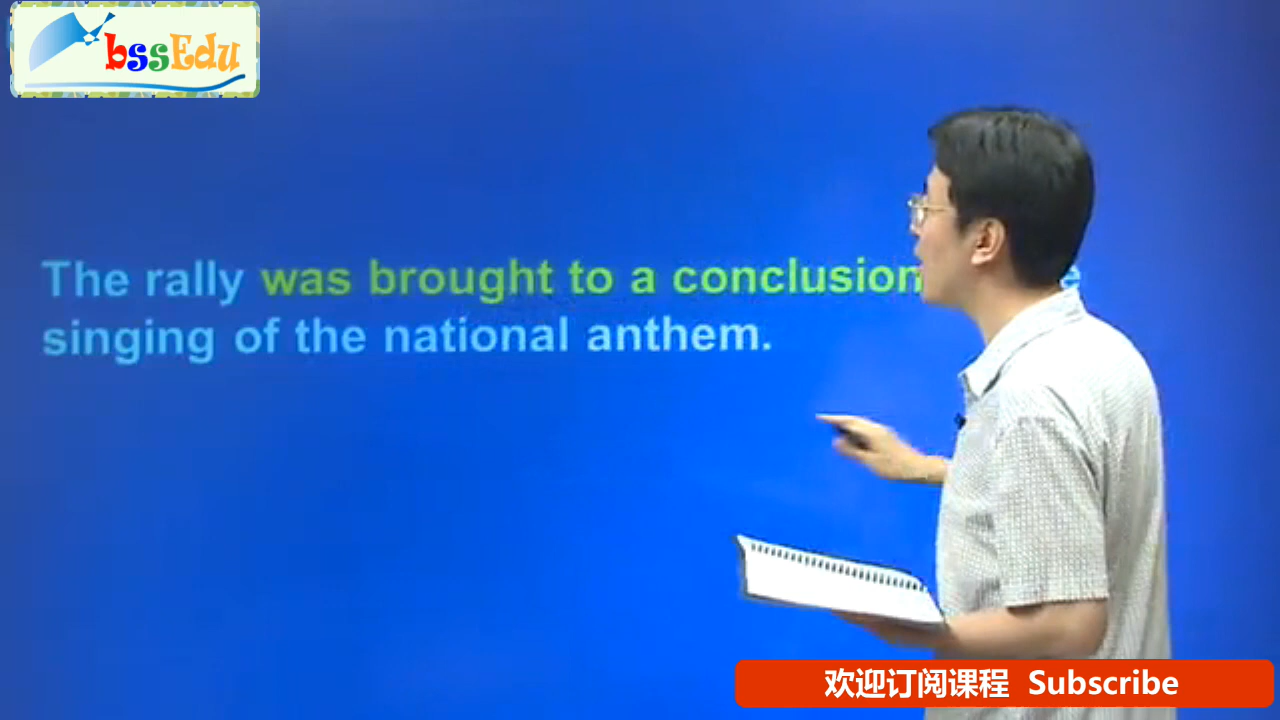 bssEdu
The rally was brought to a conclusion
singing of the national anthem.
欢迎订阅课程 Subscribe